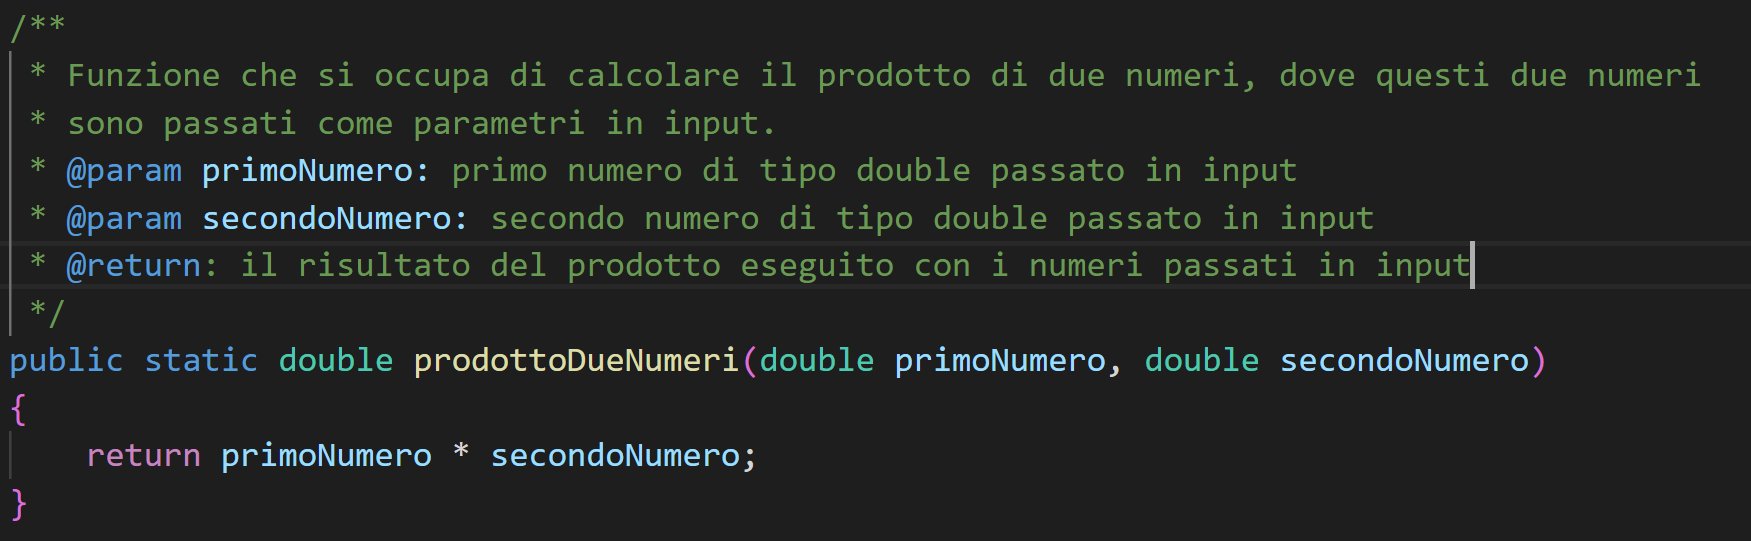 /**
 * Funzione che si occupa di calcolare il prodotto di due numeri, dove questi due numeri
 * sono passati come parametri in input.
 * @param primoNumero: primo numero di tipo double passato in input
 * @param secondoNumero: secondo numero di tipo double passato in input
 * @return: il risultato del prodotto eseguito con i numeri passati in input
 */
public static double prodottoDueNumeri(double primoNumero, double secondoNumero)
{
    return primoNumero * secondoNumero;
}